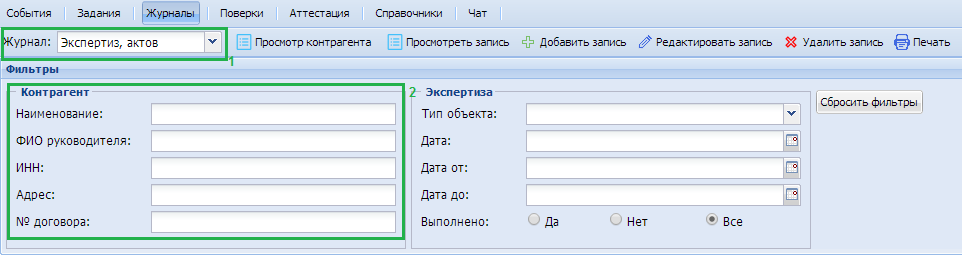 События Задания Журналы Поверки Аттестация Справочники Чат
Журнал: Экспертиз, актов 1 Просмотр контрагента Просмотреть запись Добавить запись Редактировать запись Удалить запись Печать
Фильтры
Контрагент 2 Экспертиза
Наименование: Тип объекта: Сбросить фильтры
ФИО руководителя: Дата:
ИНН: Дата от:
Адрес: Дата до:
№ договора: Выполнено: Да Нет Все